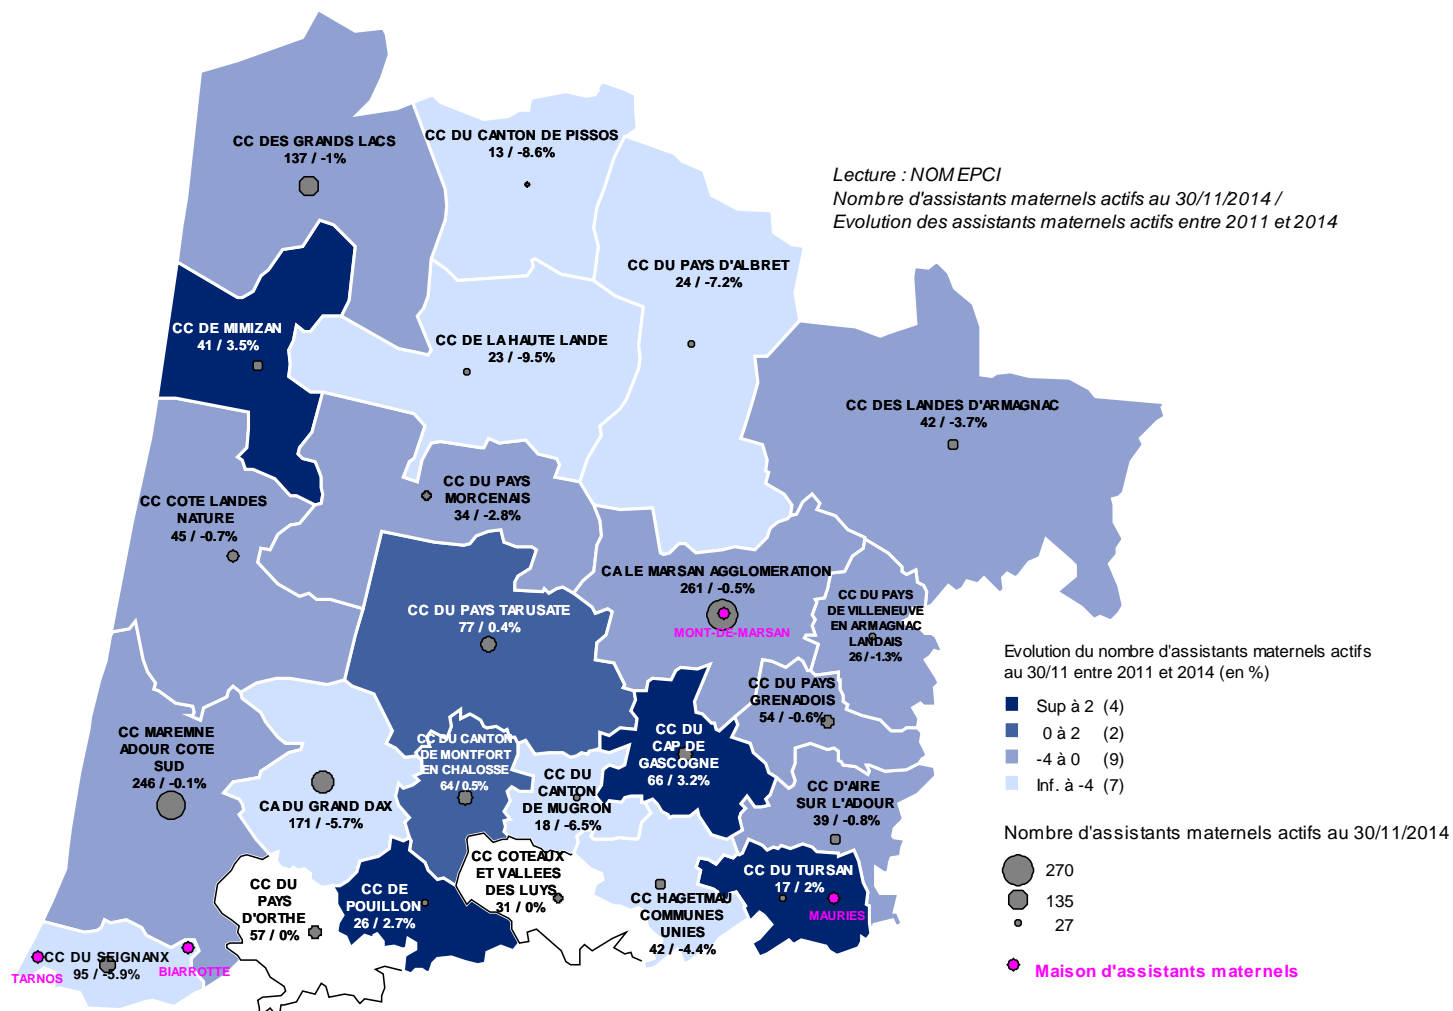 CC DES GRANDS LACS
137 / -1%
CC DU CANTON DE PISSOS
13 / -8.6%
Lecture : NOM EPCI
Nombre d'assistants maternels actifs au 30/11/2014 /
Evolution des assistants maternels actifs entre 2011 et 2014
CC DU PAYS D'ALBRET
24 / -7.2%
CC DE MIMIZAN
41 / 3.5%
CC DE LA HAUTE LANDE
23 / -9.5%
CC DES LANDES D'ARMAGNAC
42 / -3.7%
CC COTE LANDES
NATURE
45 / -0.7%
CC DU PAYS
MORCENAIS
34 / -2.8%
CA LE MARSAN AGGLOMERATION
261 / -0.5%
MONT-DE-MARSAN
CC DU PAYS
DE VILLENEUVE
EN ARMAGNAC
LANDAIS
26 / -1.3%
CC DU PAYS TARUSATE
77 / 0.4%
CC DU PAYS
GRENADOIS
54 / -0.6%
CC MAREMNE
ADOUR COTE
SUD
246 / -0.1%
CC DU CANTON
DE MONTFORT
EN CHALOSSE
64 / 0.5%
CC DU
CAP DE
GASCOGNE
66 / 3.2%
CA DU GRAND DAX
171 / -5.7%
CC DU
CANTON
DE MUGRON
18 / -6.5%
CC D'AIRE
SUR L'ADOUR
39 / -0.8%
CC DU
PAYS
D'ORTHE
57 / 0%
CC DE
POUILLON
26 / 2.7%
CC COTEAUX
ET VALLEES
DES LUYS
31 / 0%
CC HAGETMAU
COMMUNES
UNIES
42 / -4.4%
CC DU TURSAN
17 / 2%
MAURIES
CC DU SEIGNANX
95 / -5.9%
TARNOS
BIARROTTE
Evolution du nombre d'assistants maternels actifs
au 30/11 entre 2011 et 2014 (en %)
Sup à 2 (4)
0 à 2 (2)
-4 à 0 (9)
Inf. à -4 (7)
Nombre d'assistants maternels actifs au 30/11/2014
270
135
27
Maison d'assistants maternels